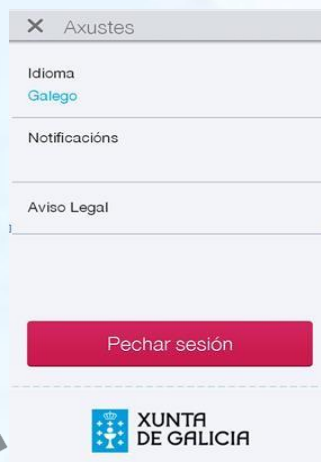 ✕ Axustes
Idioma
Galego
Notificacións
Aviso Legal
Pechar sesión
XUNTA
DE GALICIA